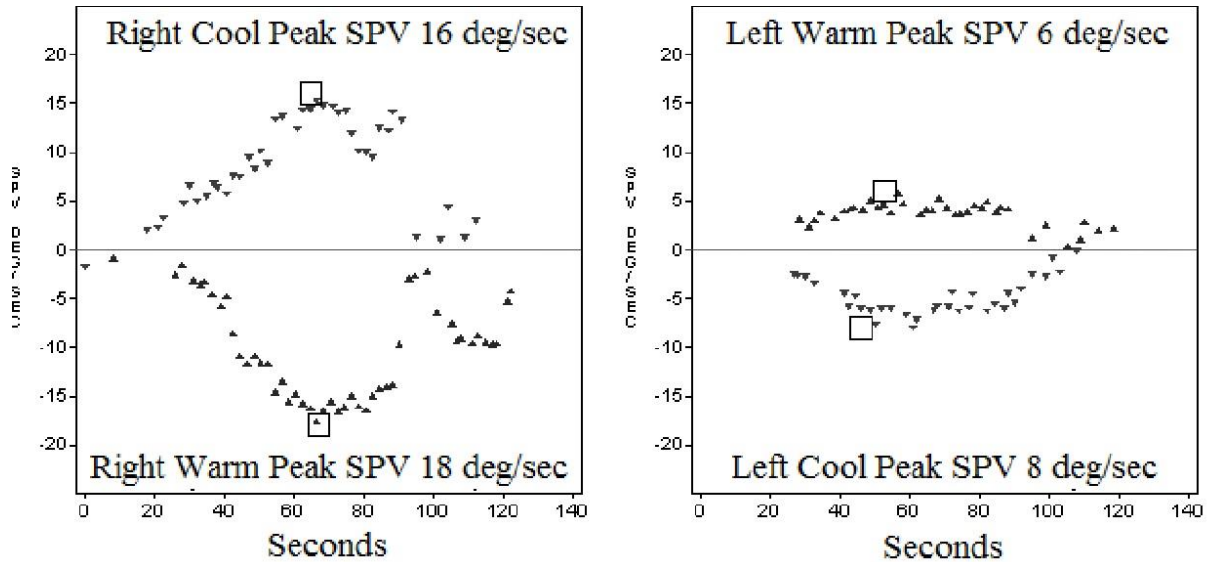 Right Cool Peak SPV 16 deg/sec
20
15
10
5
0
-5
-10
-15
-20
Right Warm Peak SPV 18 deg/sec
0 20 40 60 80 100 120 140
Seconds
Left Warm Peak SPV 6 deg/sec
20
15
10
5
0
-5
-10
-15
-20
SPV DEG/SEC
Left Cool Peak SPV 8 deg/sec
0 20 40 60 80 100 120 140
Seconds